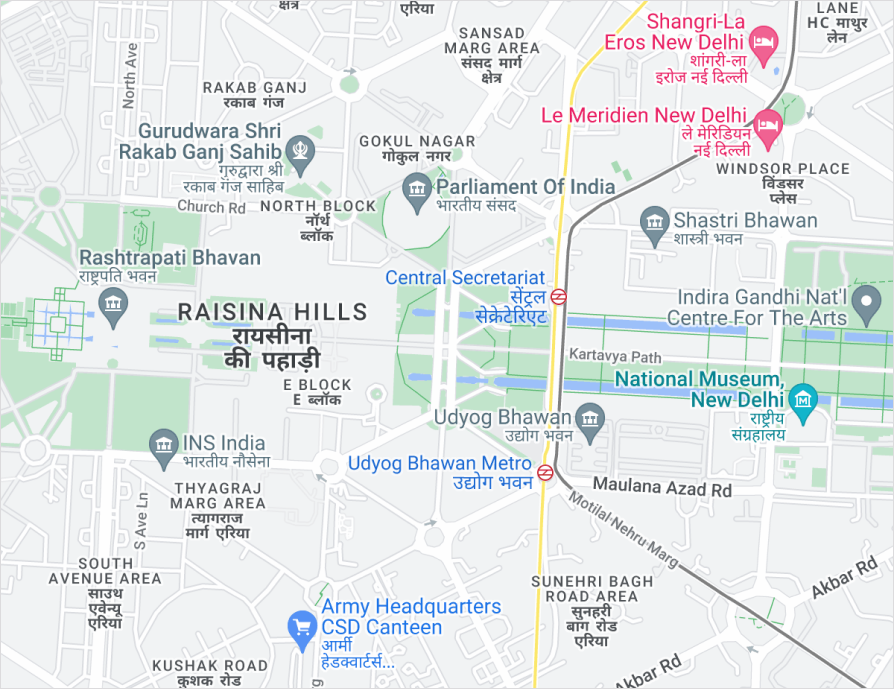 क्षेत्र
एरिया
LANE
HC माथुर
लेन
North Ave
SANSAD
MARG AREA
संसद मार्ग
क्षेत्र
Shangri-La
Eros New Delhi
शांगरी-ला
इरोज नई दिल्ली
RAKAB GANJ
रकाब गंज
Le Meridien New Delhi
ले मेरिडियन
नई दिल्ली
Gurudwara Shri
Rakab Ganj Sahib
गुरुद्वारा श्री
रकाब गंज साहिब
GOKUL NAGAR
गोकुल नगर
WINDSOR PLACE
विंडसर
प्लेस
Parliament Of India
भारतीय संसद
Church Rd
NORTH BLOCK
नॉर्थ
ब्लॉक
Shastri Bhawan
शास्त्री भवन
Rashtrapati Bhavan
राष्ट्रपति भवन
Central Secretariat
सेंट्रल
सेक्रेटेरिएट
Indira Gandhi Nat'l
Centre For The Arts
RAISINA HILLS
रायसीना
की पहाड़ी
Kartavya Path
E BLOCK
E ब्लॉक
National Museum,
New Delhi
राष्ट्रीय
संग्रहालय
Udyog Bhawan
उद्योग भवन
INS India
भारतीय नौसेना
Udyog Bhawan Metro
उद्योग भवन
THYAGRAJ
MARG AREA
त्यागराज
मार्ग एरिया
Maulana Azad Rd
S Ave Ln
Motilal Nehru Marg
SOUTH
AVENUE AREA
साउथ
एवेन्यू
एरिया
SUNEHRI BAGH
ROAD AREA
सुनहरी
बाग रोड
एरिया
Akbar Rd
Army Headquarters
CSD Canteen
आर्मी
हेडक्वार्टर्स...
KUSHAK ROAD
कुशक रोड
Akbar Rd